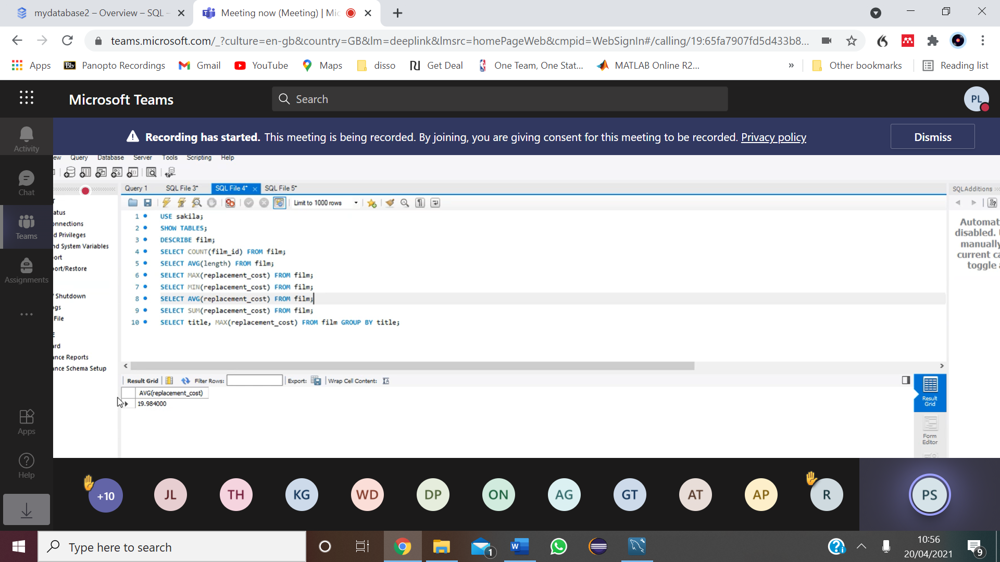 mydatabase2 – Overview – SQL –
Meeting now (Meeting) | Mic
teams.microsoft.com/_?culture=en-gb&country=GB&lm=deeplink&lmsrc=homePageWeb&cmpid=WebSignIn#/calling/19:65fa7907fd5d433b8...
Apps
Bb Panopto Recordings
Gmail
YouTube
Maps
disso
Get Deal
One Team, One Stat...
MATLAB Online R2...
»
Other bookmarks
Reading list
Microsoft Teams
Search
PL
Activity
Chat
Teams
Assignments
Apps
Help
Recording has started. This meeting is being recorded. By joining, you are giving consent for this meeting to be recorded. Privacy policy
Dismiss
ew Query Database Server Tools Scripting Help
Query 1
SQL File 3*
SQL File 4*
SQL File 5*
SQLAdditions
Limit to 1000 rows
atus
nnections
d Privileges
nd System Variables
ort
ort/Restore
Shutdown
gs
File
E
rd
nce Reports
nce Schema Setup
1 USE sakila;
2 SHOW TABLES;
3 DESCRIBE film;
4 SELECT COUNT(film_id) FROM film;
5 SELECT AVG(length) FROM film;
6 SELECT MAX(replacement_cost) FROM film;
7 SELECT MIN(replacement_cost) FROM film;
8 SELECT AVG(replacement_cost) FROM film;
9 SELECT SUM(replacement_cost) FROM film;
10 SELECT title, MAX(replacement_cost) FROM film GROUP BY title;
Automat
disabled. U
manually
current ca
toggle a
Result Grid
Filter Rows:
Export:
Wrap Cell Content:
AVG(replacement_cost)
19.984000
Result
Grid
Form
Editor
+10
JL
TH
KG
WD
DP
ON
AG
GT
AT
AP
R
PS
Type here to search
1
10:56
20/04/2021
9